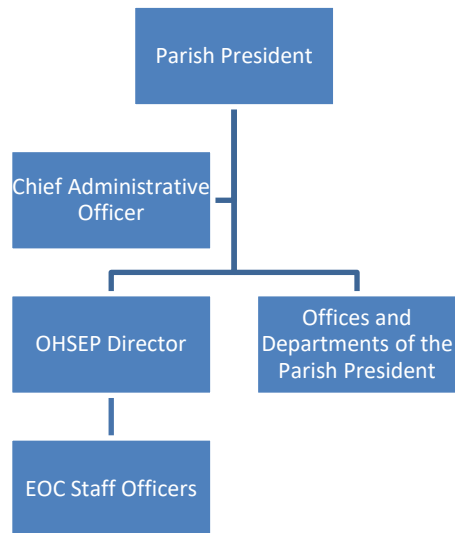 Parish President
Chief Administrative
Officer
OHSEP Director
Offices and
Departments of the
Parish President
EOC Staff Officers